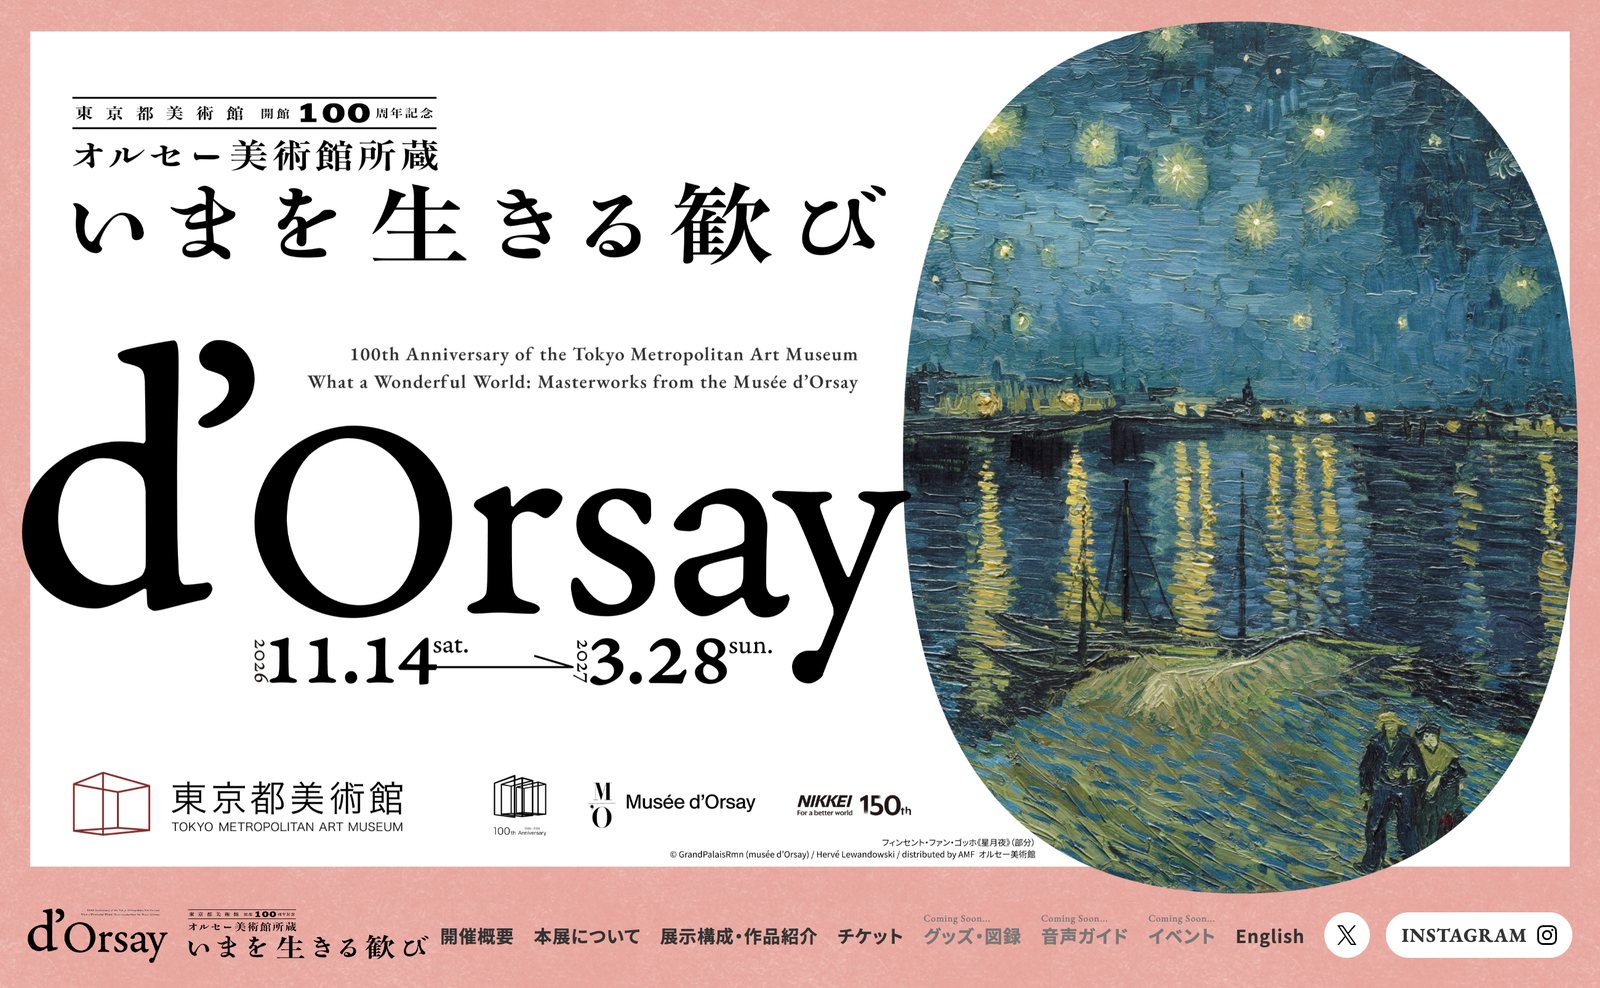 東京都美術館 開館100周年記念
オルセー美術館所蔵
いまを生きる歓び
100th Anniversary of the Tokyo Metropolitan Art Museum
What a Wonderful World: Masterworks from the Musée d’Orsay
d’Orsay
2026 11.14 sat. 2027 3.28 sun.
東京都美術館
TOKYO METROPOLITAN ART MUSEUM
100th Anniversary
M
O
Musée d’Orsay
NIKKEI
For a better world
150th
フィンセント・ファン・ゴッホ《星月夜》（部分）
© GrandPalaisRmn (musée d’Orsay) / Hervé Lewandowski / distributed by AMF オルセー美術館
d’Orsay
東京都美術館 開館100周年記念
オルセー美術館所蔵
いまを生きる歓び
開催概要
本展について
展示構成・作品紹介
チケット
Coming Soon...
グッズ・図録
Coming Soon...
音声ガイド
Coming Soon...
イベント
English
INSTAGRAM